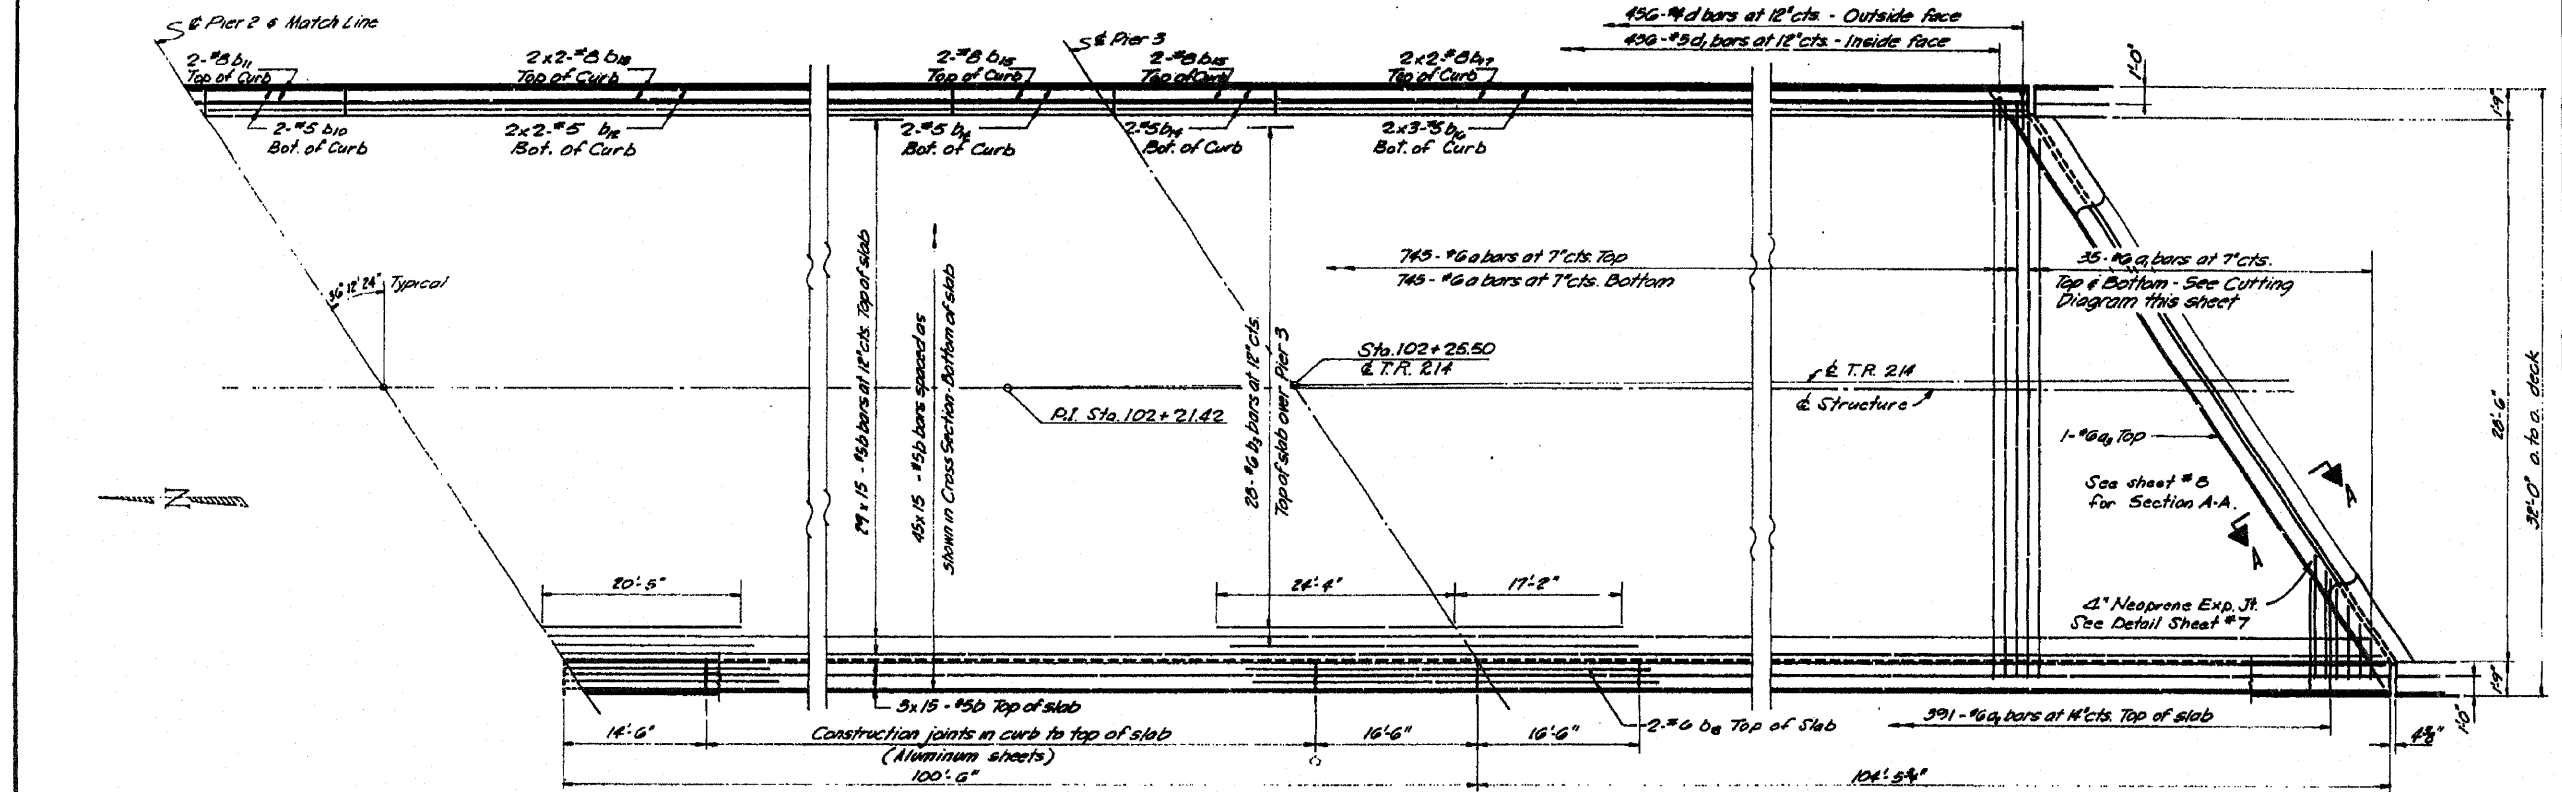 ℄ Pier 2 & Match Line
2-#8 b11
Top of Curb
2x2-#8 b13
Top of Curb
2-#8 b15
Top of Curb
℄ Pier 3
2-#8 b15
Top of Curb
2x2-#8 b17
Top of Curb
456-#4 d bars at 12" cts. - Outside face
456-#5 d1 bars at 12" cts. - Inside face
1'-0"
1'-9"
2-#5 b10
Bot. of Curb
2x2-#5 b12
Bot. of Curb
2-#5 b14
Bot. of Curb
2-#5 b14
Bot. of Curb
2x3-#5 b16
Bot. of Curb
36°12'24" Typical
29 x 15 - #5b bars at 12" cts. Top of slab
45x15 - #5b bars spaced as
shown in Cross Section-Bottom of slab
28-#6 b3 bars at 12" cts.
Top of slab over Pier 3
745-#6 a bars at 7" cts. Top
745-#6 a bars at 7" cts. Bottom
35-#6 a1 bars at 7" cts.
Top & Bottom - See Cutting
Diagram this sheet
Sta. 102+25.50
℄ T.R. 214
P.I. Sta. 102+21.42
℄ T.R. 214
℄ Structure
28'-6"
32'-0" o. to o. deck
1-#6a3 Top
See sheet #8
for Section A-A.
A
A
N
4" Neoprene Exp. Jt.
See Detail Sheet #7
20'-5"
24'-4"
17'-2"
1'-9"
1'-0"
3x15-#5b Top of slab
2-#6 b8 Top of Slab
391-#6a4 bars at 14" cts. Top of slab
14'-6"
Construction joints in curb to top of slab
(Aluminum sheets)
16'-6"
16'-6"
4⅜"
100'-6"
104'-5¾"